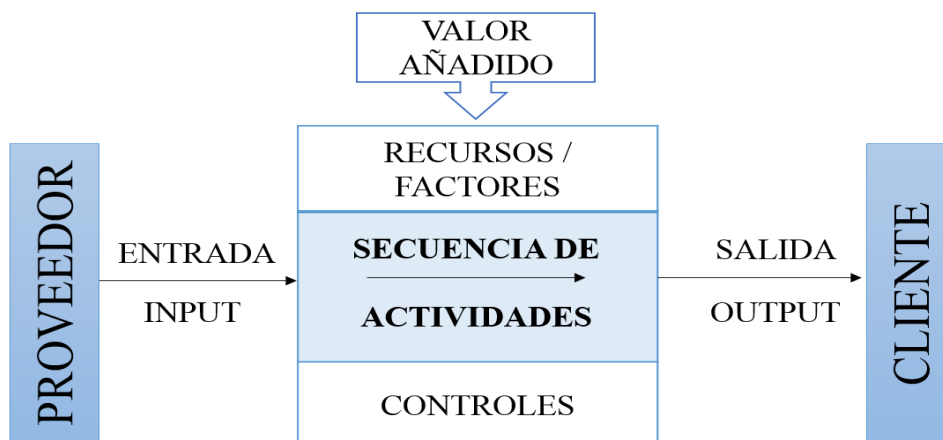 VALOR
AÑADIDO
PROVEEDOR
ENTRADA
INPUT
RECURSOS /
FACTORES
SECUENCIA DE
ACTIVIDADES
CONTROLES
SALIDA
OUTPUT
CLIENTE